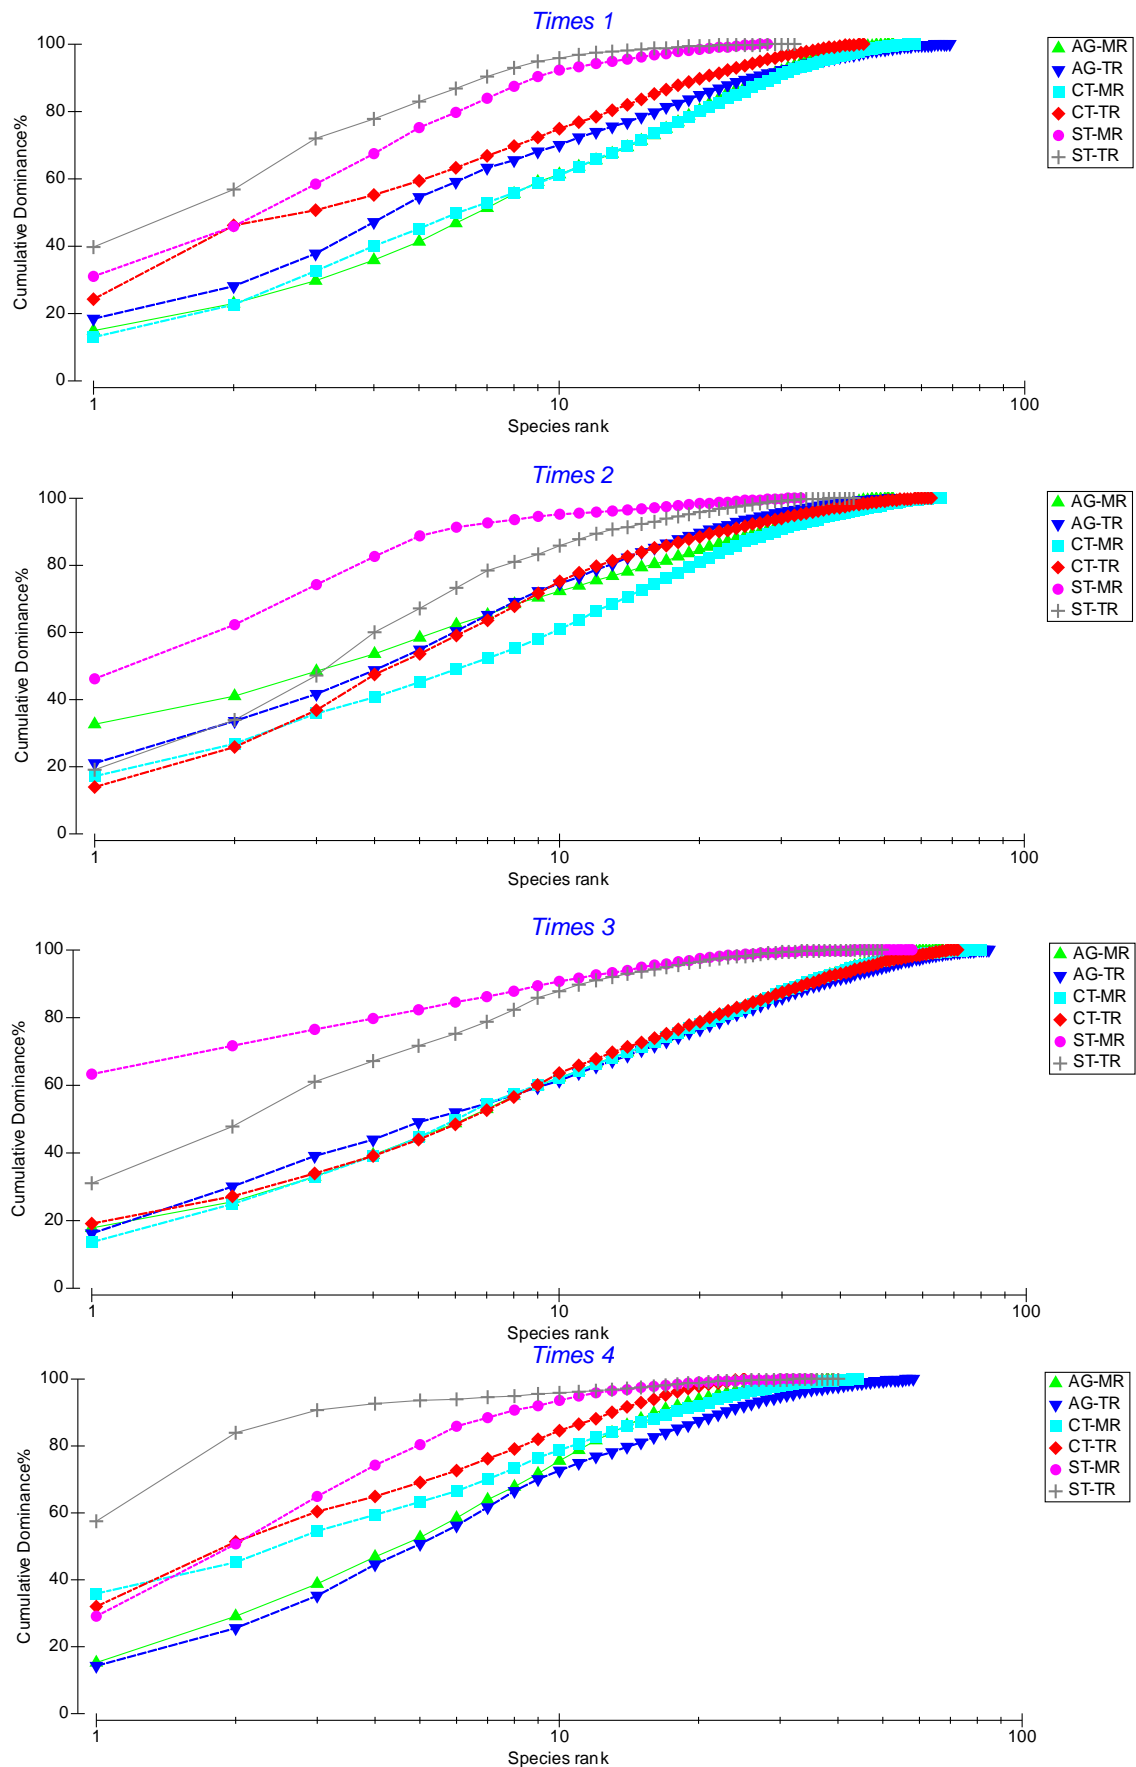 Times 1
100
80
60
40
20
0
Cumulative Dominance%
1
10
100
Species rank
AG-MR
AG-TR
CT-MR
CT-TR
ST-MR
ST-TR
Times 2
100
80
60
40
20
0
Cumulative Dominance%
1
10
100
Species rank
AG-MR
AG-TR
CT-MR
CT-TR
ST-MR
ST-TR
Times 3
100
80
60
40
20
0
Cumulative Dominance%
1
10
100
Species rank
AG-MR
AG-TR
CT-MR
CT-TR
ST-MR
ST-TR
Times 4
100
80
60
40
20
0
Cumulative Dominance%
1
10
100
Species rank
AG-MR
AG-TR
CT-MR
CT-TR
ST-MR
ST-TR